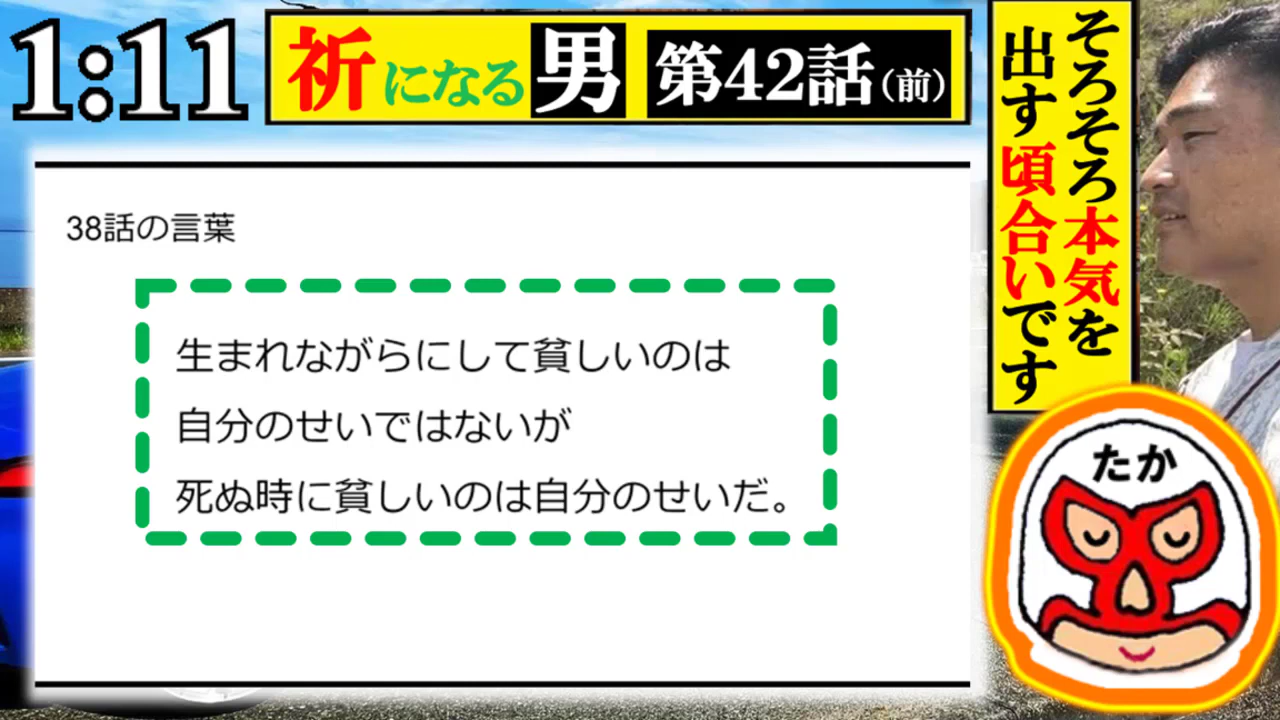 1:11
祈になる男 第42話（前）
そろそろ本気を
出す頃合いです
38話の言葉
生まれながらにして貧しいのは
自分のせいではないが
死ぬ時に貧しいのは自分のせいだ。
たか